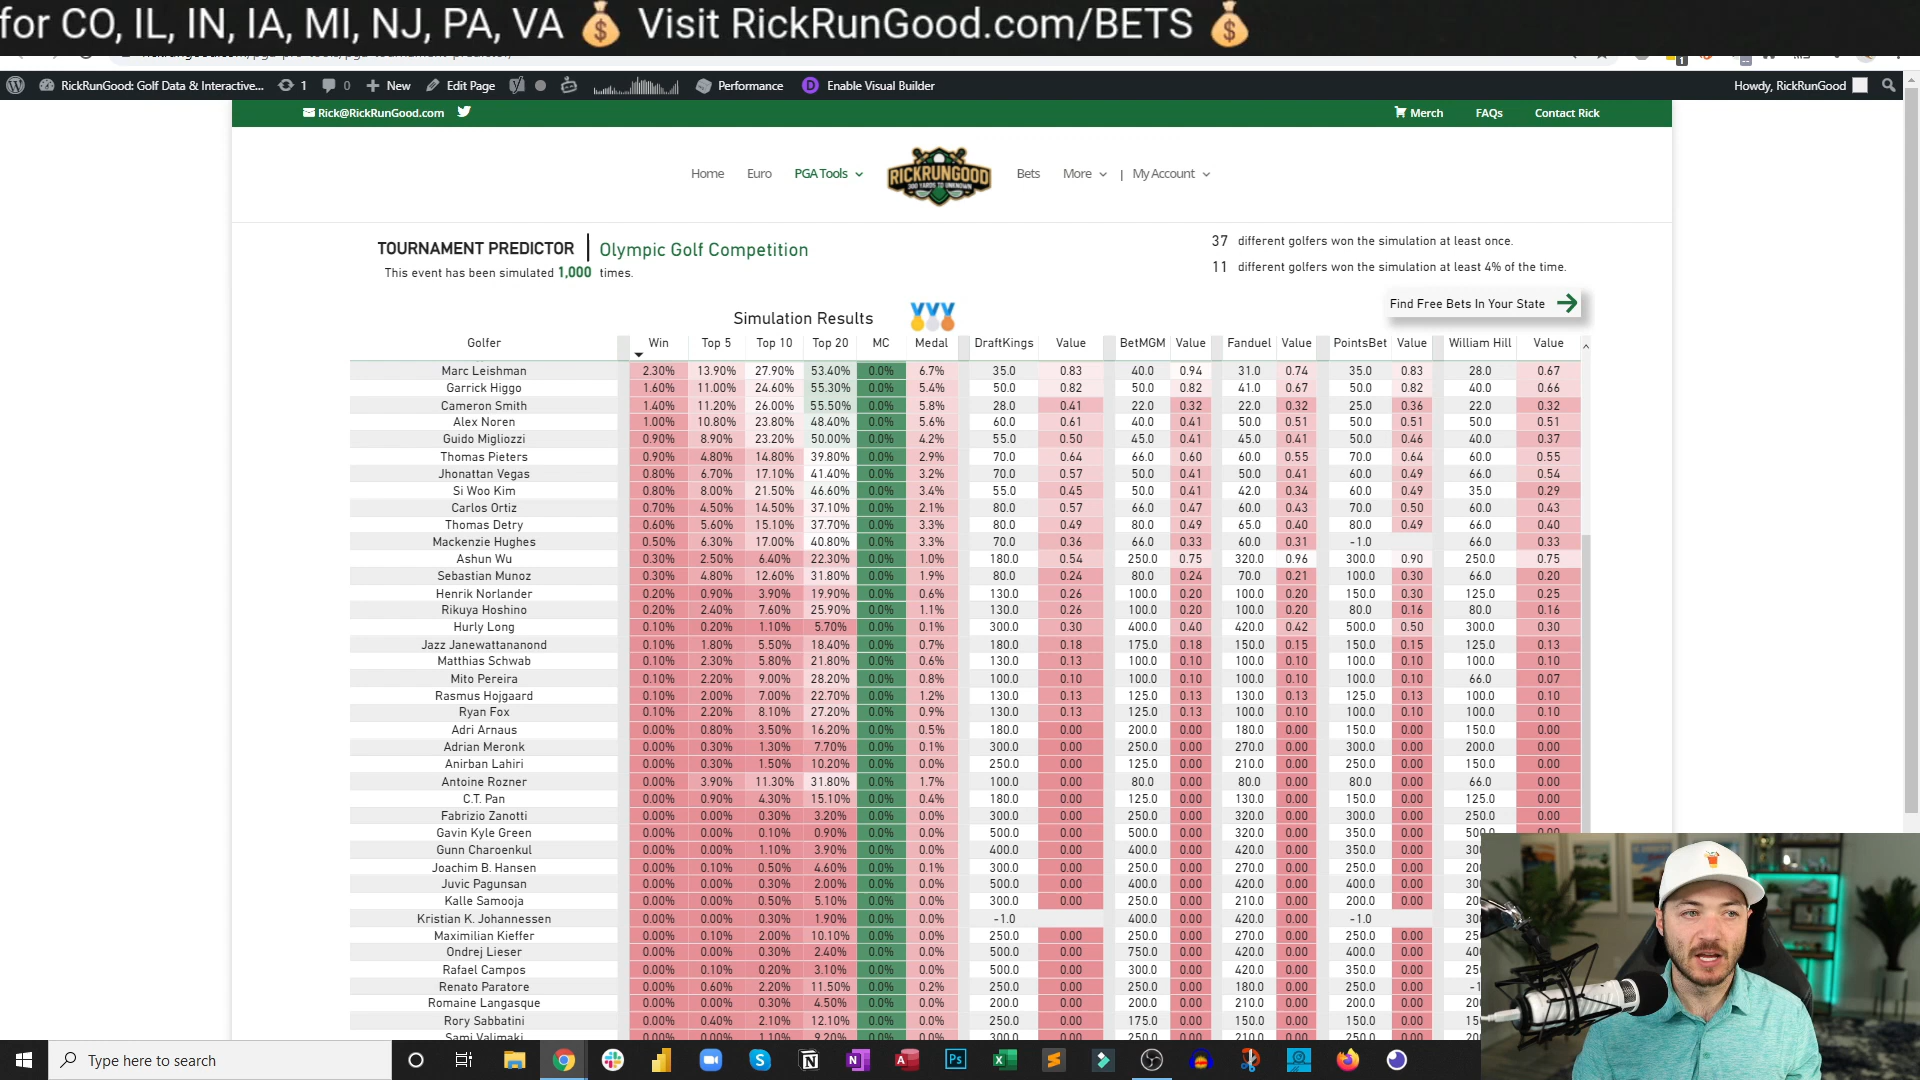 for CO, IL, IN, IA, MI, NJ, PA, VA 💰 Visit RickRunGood.com/BETS 💰
RickRunGood: Golf Data & Interactive... 1 0 New Edit Page Performance Enable Visual Builder Howdy, RickRunGood
Rick@RickRunGood.com Merch FAQs Contact Rick
Home Euro PGA Tools RICKRUNGOOD Bets More | My Account
300 YARDS TO UNKNOWN
TOURNAMENT PREDICTOR Olympic Golf Competition
This event has been simulated 1,000 times.
37 different golfers won the simulation at least once.
11 different golfers won the simulation at least 4% of the time.
Find Free Bets In Your State
Simulation Results
Golfer Win Top 5 Top 10 Top 20 MC Medal DraftKings Value BetMGM Value Fanduel Value PointsBet Value William Hill Value
Marc Leishman 2.30% 13.90% 27.90% 53.40% 0.0% 6.7% 35.0 0.83 40.0 0.94 31.0 0.74 35.0 0.83 28.0 0.67
Garrick Higgo 1.60% 11.00% 24.60% 55.30% 0.0% 5.4% 50.0 0.82 50.0 0.82 41.0 0.67 50.0 0.82 40.0 0.66
Cameron Smith 1.40% 11.20% 26.00% 55.50% 0.0% 5.8% 28.0 0.41 22.0 0.32 22.0 0.32 25.0 0.36 22.0 0.32
Alex Noren 1.00% 10.80% 23.80% 48.40% 0.0% 5.6% 60.0 0.61 40.0 0.41 50.0 0.51 50.0 0.51 50.0 0.51
Guido Migliozzi 0.90% 8.90% 23.20% 50.00% 0.0% 4.2% 55.0 0.50 45.0 0.41 45.0 0.41 50.0 0.46 40.0 0.37
Thomas Pieters 0.90% 4.80% 14.80% 39.80% 0.0% 2.9% 70.0 0.64 66.0 0.60 60.0 0.55 70.0 0.64 60.0 0.55
Jhonattan Vegas 0.80% 6.70% 17.10% 41.40% 0.0% 3.2% 70.0 0.57 50.0 0.41 50.0 0.41 60.0 0.49 66.0 0.54
Si Woo Kim 0.80% 8.00% 21.50% 46.60% 0.0% 3.4% 55.0 0.45 50.0 0.41 42.0 0.34 60.0 0.49 35.0 0.29
Carlos Ortiz 0.70% 4.50% 14.50% 37.10% 0.0% 2.1% 80.0 0.57 66.0 0.47 60.0 0.43 70.0 0.50 60.0 0.43
Thomas Detry 0.60% 5.60% 15.10% 37.70% 0.0% 3.3% 80.0 0.49 80.0 0.49 65.0 0.40 80.0 0.49 66.0 0.40
Mackenzie Hughes 0.50% 6.30% 17.00% 40.80% 0.0% 3.3% 70.0 0.36 66.0 0.33 60.0 0.31 -1.0 66.0 0.33
Ashun Wu 0.30% 2.50% 6.40% 22.30% 0.0% 1.0% 180.0 0.54 250.0 0.75 320.0 0.96 300.0 0.90 250.0 0.75
Sebastian Munoz 0.30% 4.80% 12.60% 31.80% 0.0% 1.9% 80.0 0.24 80.0 0.24 70.0 0.21 100.0 0.30 66.0 0.20
Henrik Norlander 0.20% 0.90% 3.90% 19.90% 0.0% 0.6% 130.0 0.26 100.0 0.20 100.0 0.20 150.0 0.30 125.0 0.25
Rikuya Hoshino 0.20% 2.40% 7.60% 25.90% 0.0% 1.1% 130.0 0.26 100.0 0.20 100.0 0.20 80.0 0.16 80.0 0.16
Hurly Long 0.10% 0.20% 1.10% 5.70% 0.0% 0.1% 300.0 0.30 400.0 0.40 420.0 0.42 500.0 0.50 300.0 0.30
Jazz Janewattananond 0.10% 1.80% 5.50% 18.40% 0.0% 0.7% 180.0 0.18 175.0 0.18 150.0 0.15 150.0 0.15 125.0 0.13
Matthias Schwab 0.10% 2.30% 5.80% 21.80% 0.0% 0.6% 130.0 0.13 100.0 0.10 100.0 0.10 100.0 0.10 100.0 0.10
Mito Pereira 0.10% 2.20% 9.00% 28.20% 0.0% 0.8% 100.0 0.10 100.0 0.10 100.0 0.10 100.0 0.10 66.0 0.07
Rasmus Hojgaard 0.10% 2.00% 7.00% 22.70% 0.0% 1.2% 130.0 0.13 125.0 0.13 130.0 0.13 125.0 0.13 100.0 0.10
Ryan Fox 0.10% 2.20% 8.10% 27.20% 0.0% 0.9% 130.0 0.13 125.0 0.13 100.0 0.10 100.0 0.10 100.0 0.10
Adri Arnaus 0.00% 0.80% 3.50% 16.20% 0.0% 0.5% 180.0 0.00 200.0 0.00 180.0 0.00 150.0 0.00 150.0 0.00
Adrian Meronk 0.00% 0.30% 1.30% 7.70% 0.0% 0.1% 300.0 0.00 250.0 0.00 270.0 0.00 300.0 0.00 200.0 0.00
Anirban Lahiri 0.00% 0.30% 1.50% 10.20% 0.0% 0.0% 250.0 0.00 125.0 0.00 210.0 0.00 250.0 0.00 150.0 0.00
Antoine Rozner 0.00% 3.90% 11.30% 31.80% 0.0% 1.7% 100.0 0.00 80.0 0.00 80.0 0.00 80.0 0.00 66.0 0.00
C.T. Pan 0.00% 0.90% 4.30% 15.10% 0.0% 0.4% 180.0 0.00 125.0 0.00 130.0 0.00 150.0 0.00 125.0 0.00
Fabrizio Zanotti 0.00% 0.00% 0.30% 3.20% 0.0% 0.0% 300.0 0.00 250.0 0.00 320.0 0.00 300.0 0.00 250.0 0.00
Gavin Kyle Green 0.00% 0.00% 0.10% 0.90% 0.0% 0.0% 500.0 0.00 500.0 0.00 320.0 0.00 350.0 0.00 500.0 0.00
Gunn Charoenkul 0.00% 0.00% 1.10% 3.90% 0.0% 0.0% 400.0 0.00 400.0 0.00 420.0 0.00 350.0 0.00 30
Joachim B. Hansen 0.00% 0.10% 0.50% 4.60% 0.0% 0.1% 300.0 0.00 250.0 0.00 270.0 0.00 250.0 0.00 20
Juvic Pagunsan 0.00% 0.00% 0.30% 2.00% 0.0% 0.0% 500.0 0.00 400.0 0.00 420.0 0.00 400.0 0.00 30
Kalle Samooja 0.00% 0.00% 0.50% 5.10% 0.0% 0.0% 300.0 0.00 250.0 0.00 210.0 0.00 200.0 0.00 20
Kristian K. Johannessen 0.00% 0.00% 0.30% 1.90% 0.0% 0.0% -1.0 400.0 0.00 420.0 0.00 -1.0 30
Maximilian Kieffer 0.00% 0.10% 2.00% 10.10% 0.0% 0.0% 250.0 0.00 250.0 0.00 270.0 0.00 250.0 0.00 25
Ondrej Lieser 0.00% 0.00% 0.30% 2.40% 0.0% 0.0% 500.0 0.00 750.0 0.00 420.0 0.00 400.0 0.00 40
Rafael Campos 0.00% 0.10% 0.20% 3.10% 0.0% 0.0% 500.0 0.00 300.0 0.00 420.0 0.00 350.0 0.00 25
Renato Paratore 0.00% 0.60% 2.20% 11.50% 0.0% 0.2% 250.0 0.00 250.0 0.00 180.0 0.00 250.0 0.00 -1
Romaine Langasque 0.00% 0.00% 0.30% 4.50% 0.0% 0.0% 200.0 0.00 200.0 0.00 210.0 0.00 200.0 0.00 20
Rory Sabbatini 0.00% 0.40% 2.10% 12.10% 0.0% 0.0% 250.0 0.00 175.0 0.00 150.0 0.00 150.0 0.00 15
Sami Valimaki 0.00% 0.10% 1.10% 9.20% 0.0% 0.0% 300.0 0.00 250.0 0.00 210.0 0.00 250.0 0.00 20
Type here to search